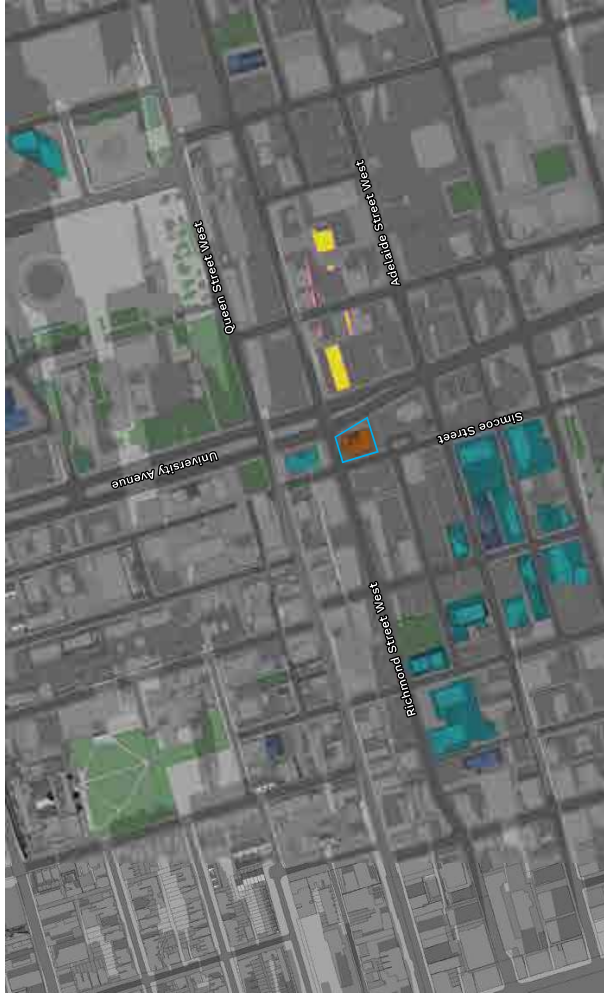 Adelaide Street West
Queen Street West
Simcoe Street
University Avenue
Richmond Street West